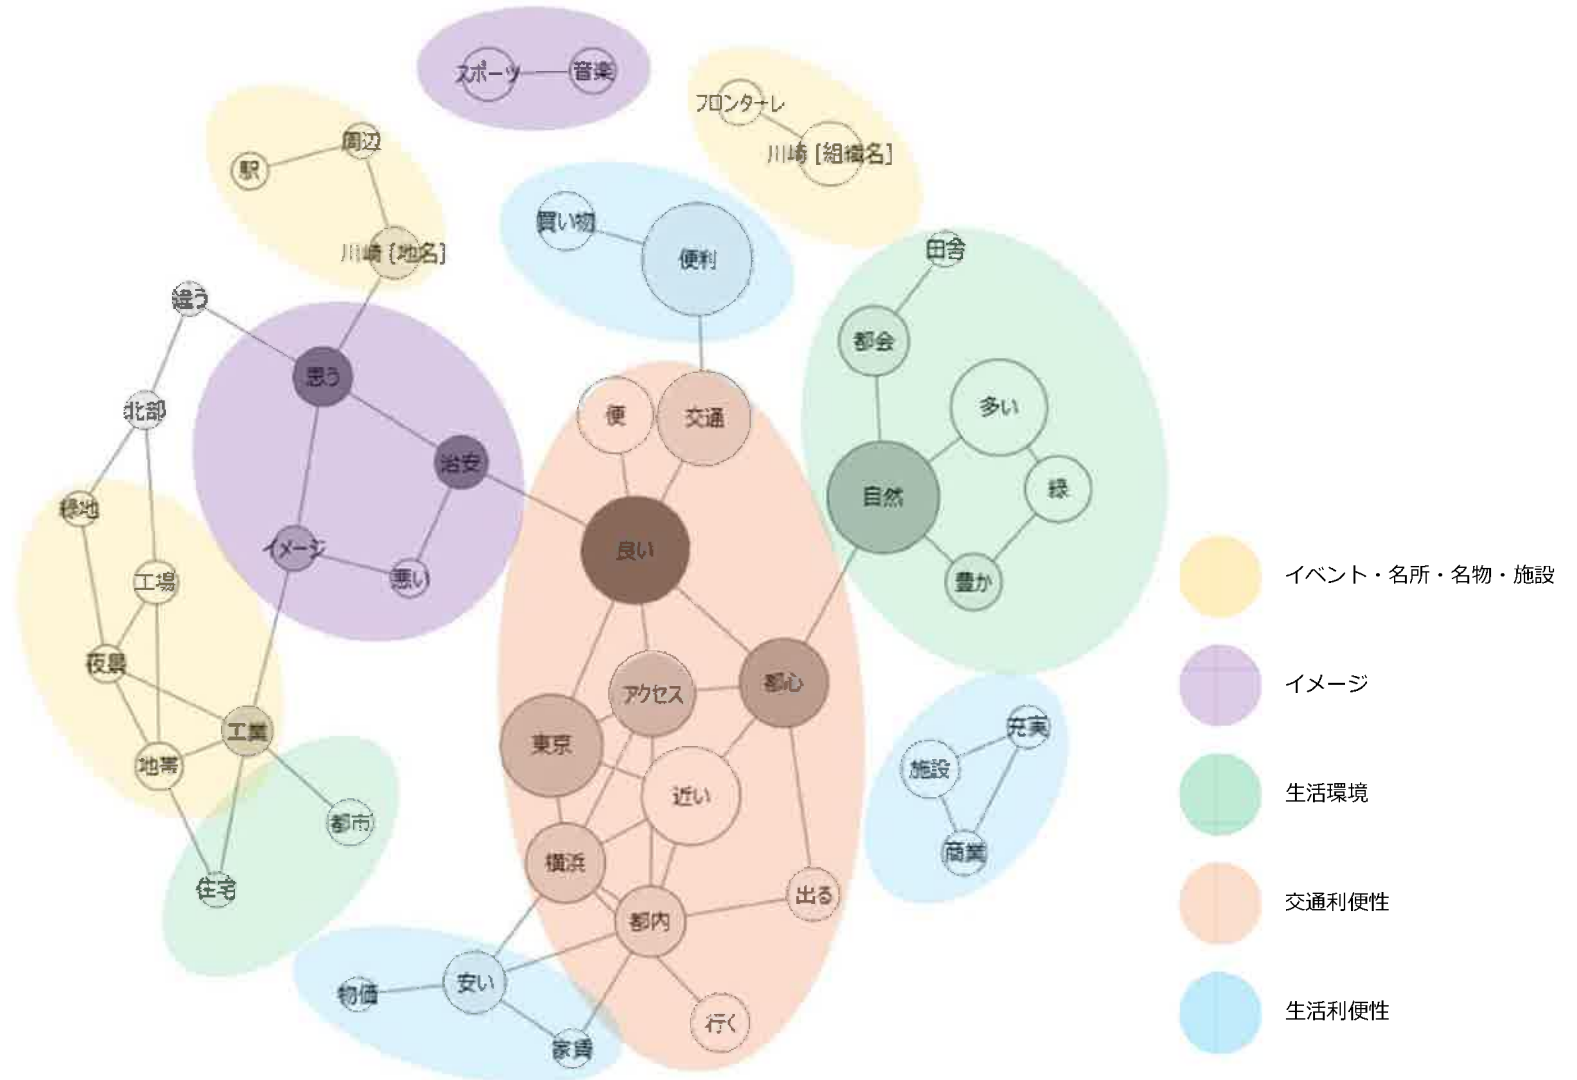 スポーツ
音楽
フロンターレ
川崎 [組織名]
周辺
駅
川崎 [地名]
買い物
便利
田舎
違う
都会
思う
北部
便
交通
多い
治安
緑地
自然
緑
イメージ
良い
悪い
工場
豊か
夜景
アクセス
都心
工業
東京
地帯
近い
都市
住宅
横浜
都内
出る
充実
施設
商業
物価
安い
家賃
行く
イベント・名所・名物・施設
イメージ
生活環境
交通利便性
生活利便性